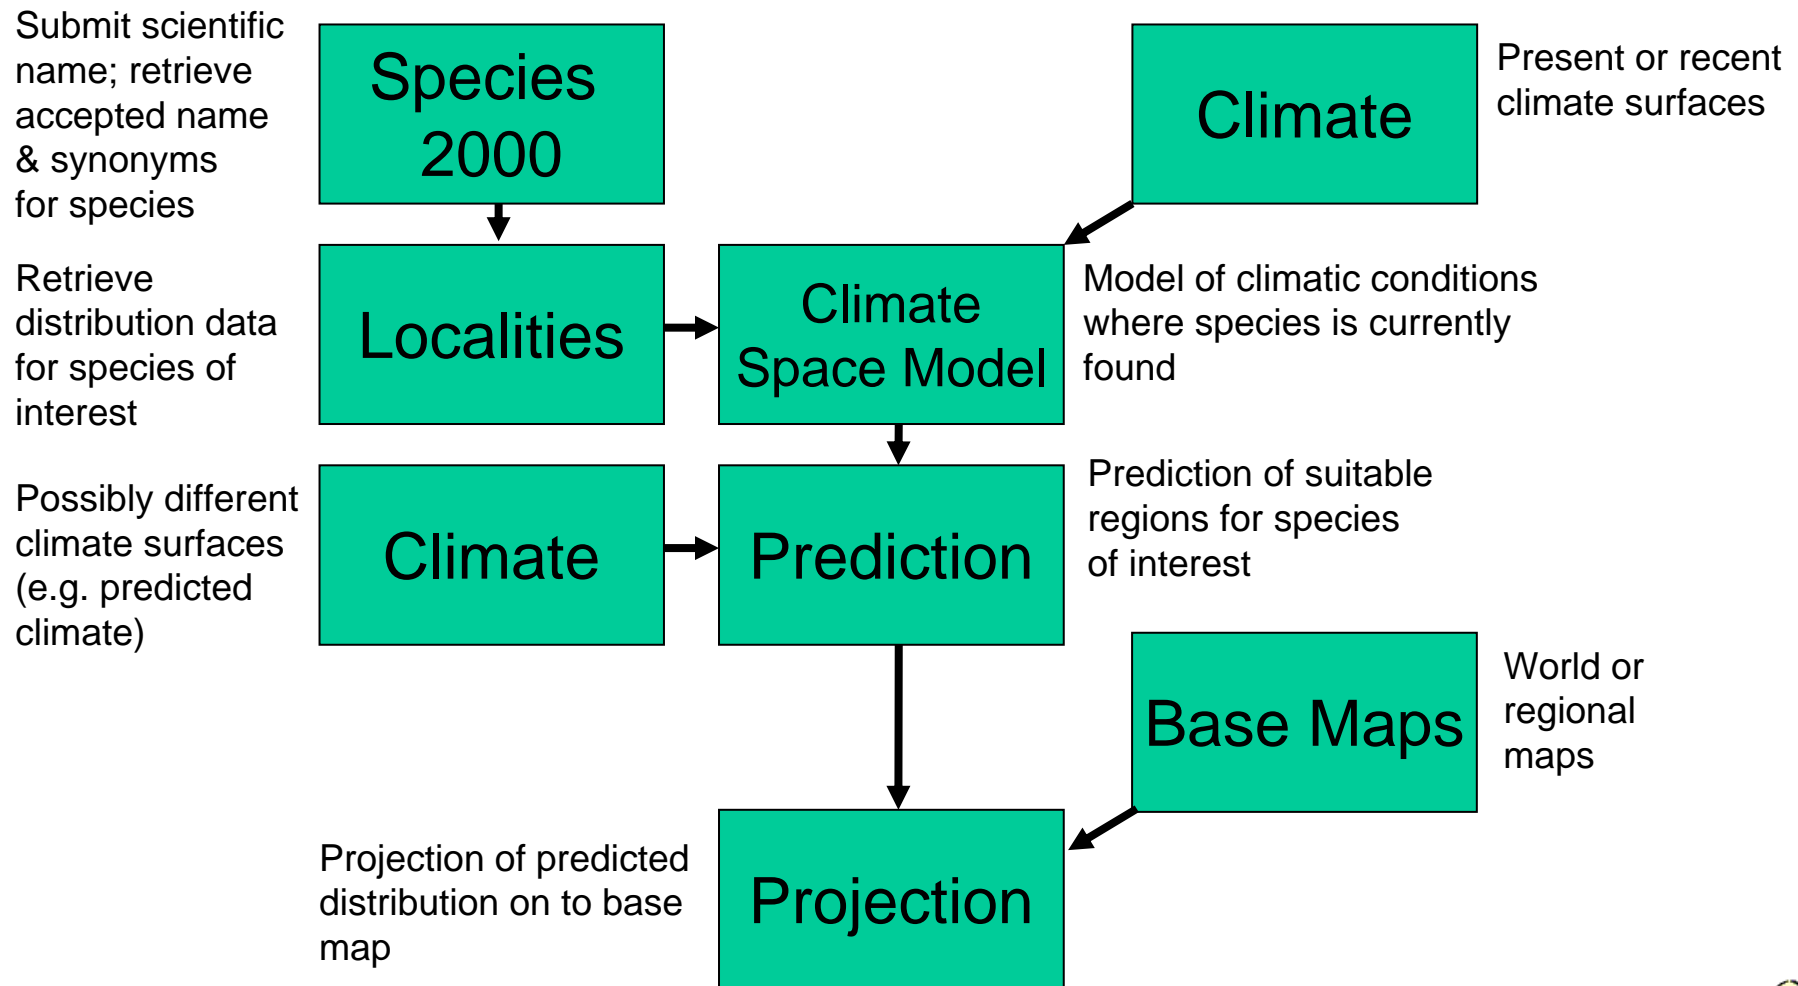 Submit scientific
name; retrieve
accepted name
& synonyms
for species
Species
2000
Climate
Present or recent
climate surfaces
Retrieve
distribution data
for species of
interest
Localities
Climate
Space Model
Model of climatic conditions
where species is currently
found
Possibly different
climate surfaces
(e.g. predicted
climate)
Climate
Prediction
Prediction of suitable
regions for species
of interest
Base Maps
World or
regional
maps
Projection of predicted
distribution on to base
map
Projection